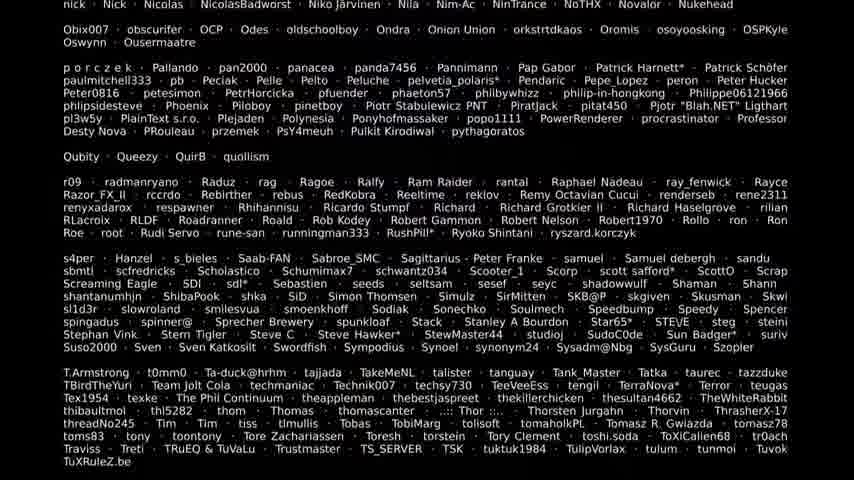 nick · Nick · Nicolas · NicolasBadworst · Niko Järvinen · Nila · Nim-Ac · NinTrance · NoTHX · Novalor · Nukehead
Obix007 · obscurifer · OCP · Odes · oldschoolboy · Ondra · Onion Union · orkstrtdkaos · Oromis · osoyoosking · OSPKyle
Oswynn · Ousermaatre
p o r c z e k · Pallando · pan2000 · panacea · panda7456 · Pannimann · Pap Gabor · Patrick Harnett* · Patrick Schöfer
paulmitchell333 · pb · Peciak · Pelle · Pelto · Peluche · pelvetia_polaris* · Pendaric · Pepe_Lopez · peron · Peter Hucker
Peter0816 · petesimon · PetrHorcicka · pfuender · phaeton57 · philbywhizz · philip-in-hongkong · Philippe06121966
phlipsidesteve · Phoenix · Piloboy · pinetboy · Piotr Stabulewicz PNT · PiratJack · pitat450 · Pjotr "Blah.NET" Ligthart
pl3w5y · PlainText s.r.o. · Plejaden · Polynesia · Ponyhofmassaker · popo1111 · PowerRenderer · procrastinator · Professor
Desty Nova · PRouleau · przemek · PsY4meuh · Pulkit Kirodiwal · pythagoratos
Qubity · Queezy · QuirB · quollism
r09 · radmanryano · Raduz · rag · Ragoe · Ralfy · Ram Raider · rantal · Raphael Nadeau · ray_fenwick · Rayce
Razor_FX_II · rccrdo · Rebirther · rebus · RedKobra · Reeltime · reklov · Remy Octavian Cucui · renderseb · rene2311
renyxadarox · respawner · Rhihannisu · Ricardo Stumpf · Richard · Richard Grotkier II · Richard Haselgrove · rilian
RLacroix · RLDF · Roadranner · Roald · Rob Kodey · Robert Gammon · Robert Nelson · Robert1970 · Rollo · ron · Ron
Roe · root · Rudi Servo · rune-san · runningman333 · RushPill* · Ryoko Shintani · ryszard.korczyk
s4per · Hanzel · s_bieles · Saab-FAN · Sabroe_SMC · Sagittarius - Peter Franke · samuel · Samuel debergh · sandu
sbmtl · scfredricks · Scholastico · Schumimax7 · schwantz034 · Scooter_1 · Scorp · scott safford* · ScottO · Scrap
Screaming Eagle · SDI · sdl* · Sebastien · seeds · seltsam · sesef · seyc · shadowwulf · Shaman · Shann
shantanumhjn · ShibaPook · shka · SiD · Simon Thomsen · Simulz · SirMitten · SKB@P · skgiven · Skusman · Skwi
sl1d3r · slowroland · smilesvua · smoenkhoff · Sodiak · Sonechko · Soulmech · Speedbump · Speedy · Spencer
spingadus · spinner@ · Sprecher Brewery · spunkloaf · Stack · Stanley A Bourdon · Star65* · STE\/E · steg · steini
Stephan Vink · Stern Tigler · Steve C · Steve Hawker* · StewMaster44 · studioj · SudoC0de · Sun Badger* · suriv
Suso2000 · Sven · Sven Katkosilt · Swordfish · Sympodius · Synoel · synonym24 · Sysadm@Nbg · SysGuru · Szopler
T.Armstrong · t0mm0 · Ta-duck@hrhm · tajjada · TakeMeNL · talister · tanguay · Tank_Master · Tatka · taurec · tazzduke
TBirdTheYuri · Team Jolt Cola · techmaniac · Technik007 · techsy730 · TeeVeeEss · tengil · TerraNova* · Terror · teugas
Tex1954 · texke · The Phil Continuum · theappleman · thebestjaspreet · thekillerchicken · thesultan4662 · TheWhiteRabbit
thibaultmol · thl5282 · thom · Thomas · thomascanter · .::: Thor ::.. · Thorsten Jurgahn · Thorvin · ThrasherX-17
threadNo245 · Tim · Tim · tiss · tlmullis · Tobas · TobiMarg · tolisoft · tomaholkPL · Tomasz R. Gwiazda · tomasz78
toms83 · tony · toontony · Tore Zachariassen · Toresh · torstein · Tory Clement · toshi.soda · ToXiCalien68 · tr0ach
Traviss · Treti · TRuEQ & TuVaLu · Trustmaster · TS_SERVER · TSK · tuktuk1984 · TulipVorlax · tulum · tunmoi · Tuvok
TuXRuleZ.be